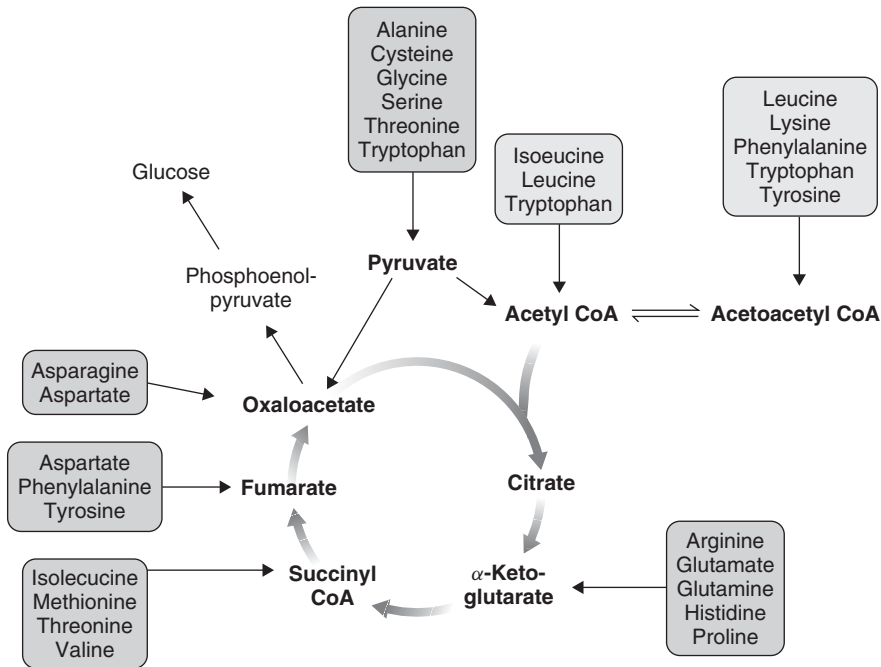 Alanine
Cysteine
Glycine
Serine
Threonine
Tryptophan
Isoeucine
Leucine
Tryptophan
Leucine
Lysine
Phenylalanine
Tryptophan
Tyrosine
Glucose
Phosphoenol-
pyruvate
Pyruvate
Acetyl CoA
Acetoacetyl CoA
Asparagine
Aspartate
Oxaloacetate
Aspartate
Phenylalanine
Tyrosine
Fumarate
Citrate
Isolecucine
Methionine
Threonine
Valine
Succinyl
CoA
α-Keto-
glutarate
Arginine
Glutamate
Glutamine
Histidine
Proline